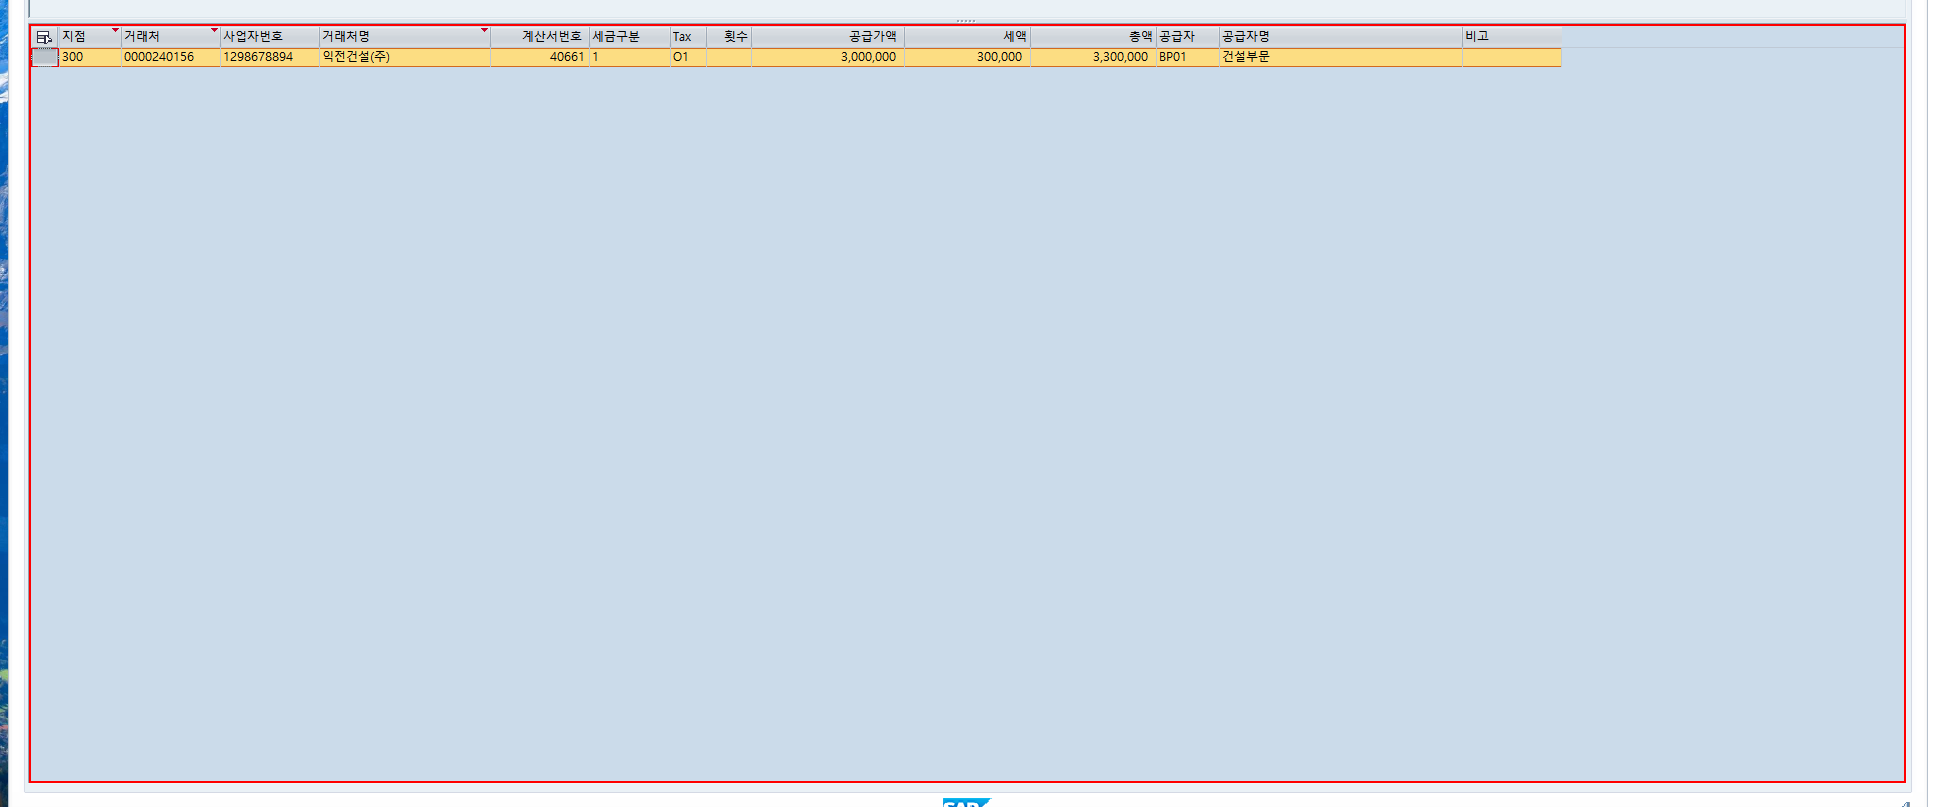 지점 거래처 사업자번호 거래처명 계산서번호 세금구분 Tax 횟수 공급가액 세액 총액 공급자 공급자명 비고
300 0000240156 1298678894 익전건설(주) 40661 1 O1 3,000,000 300,000 3,300,000 BP01 건설부문
SAP